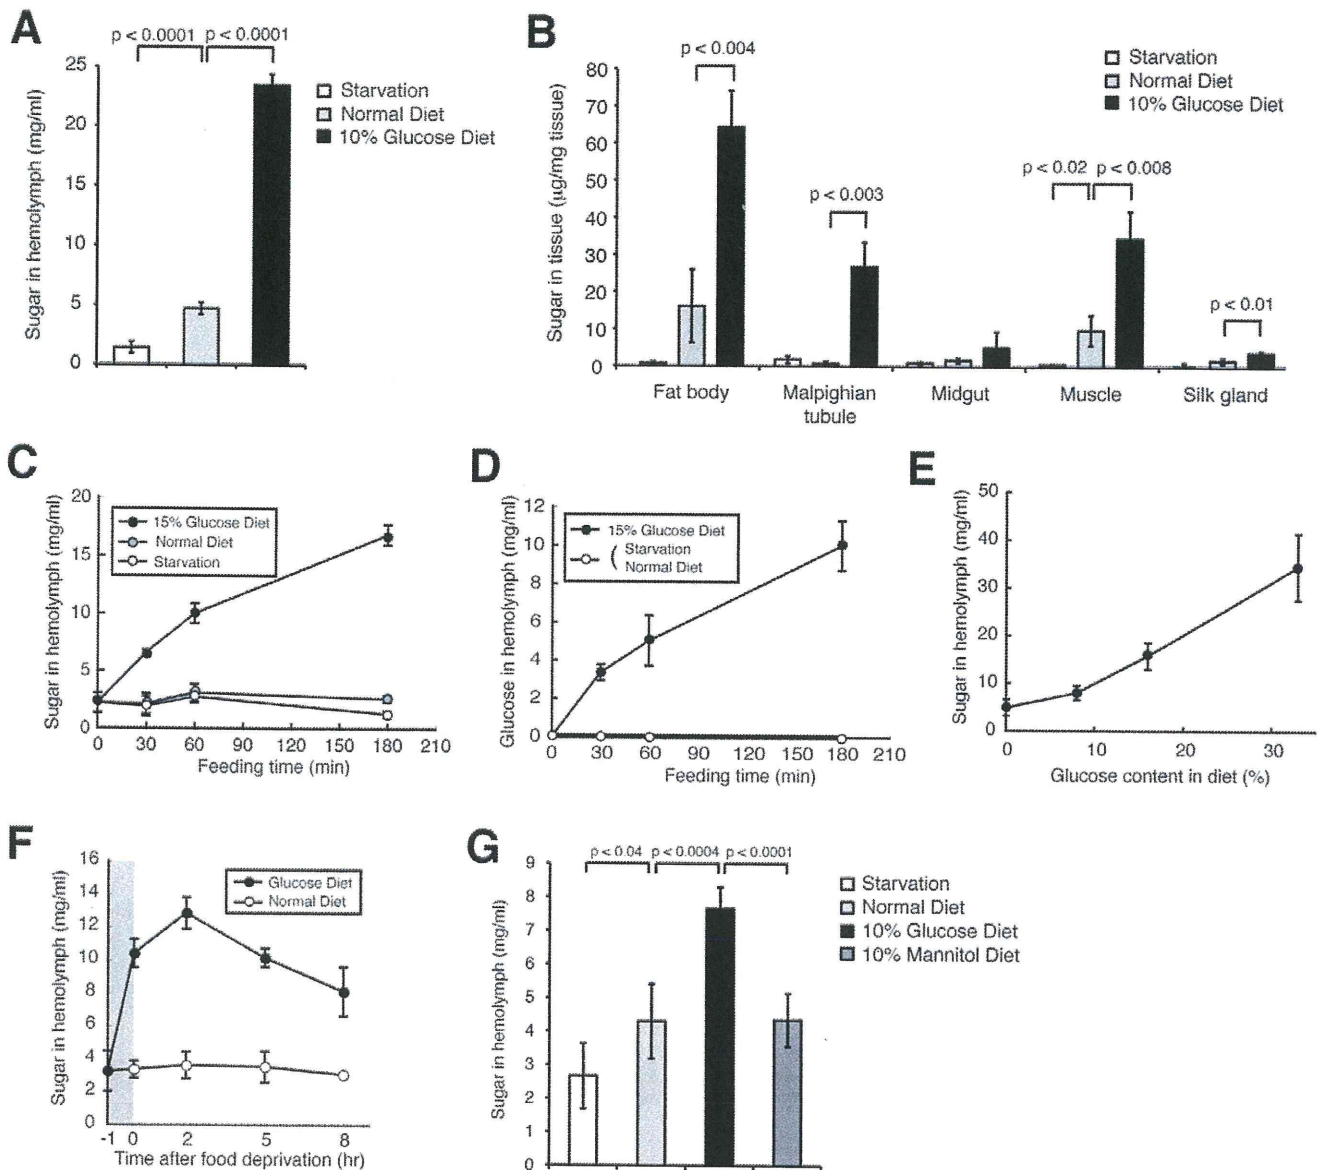 A
p < 0.0001 p < 0.0001
Sugar in hemolymph (mg/ml)
25
20
15
10
5
0
Starvation
Normal Diet
10% Glucose Diet
B
p < 0.004
Sugar in tissue (μg/mg tissue)
80
70
60
50
40
30
20
10
0
p < 0.003
p < 0.02 p < 0.008
p < 0.01
Starvation
Normal Diet
10% Glucose Diet
Fat body
Malpighian
tubule
Midgut
Muscle
Silk gland
C
Sugar in hemolymph (mg/ml)
20
15
10
5
0
15% Glucose Diet
Normal Diet
Starvation
0 30 60 90 120 150 180 210
Feeding time (min)
D
Glucose in hemolymph (mg/ml)
12
10
8
6
4
2
0
15% Glucose Diet
( Starvation
Normal Diet
0 30 60 90 120 150 180 210
Feeding time (min)
E
Sugar in hemolymph (mg/ml)
50
40
30
20
10
0
0 10 20 30
Glucose content in diet (%)
F
Sugar in hemolymph (mg/ml)
16
14
12
10
8
6
4
2
0
Glucose Diet
Normal Diet
-1 0 2 5 8
Time after food deprivation (hr)
G
p < 0.04 p < 0.0004 p < 0.0001
Sugar in hemolymph (mg/ml)
9
8
7
6
5
4
3
2
1
0
Starvation
Normal Diet
10% Glucose Diet
10% Mannitol Diet